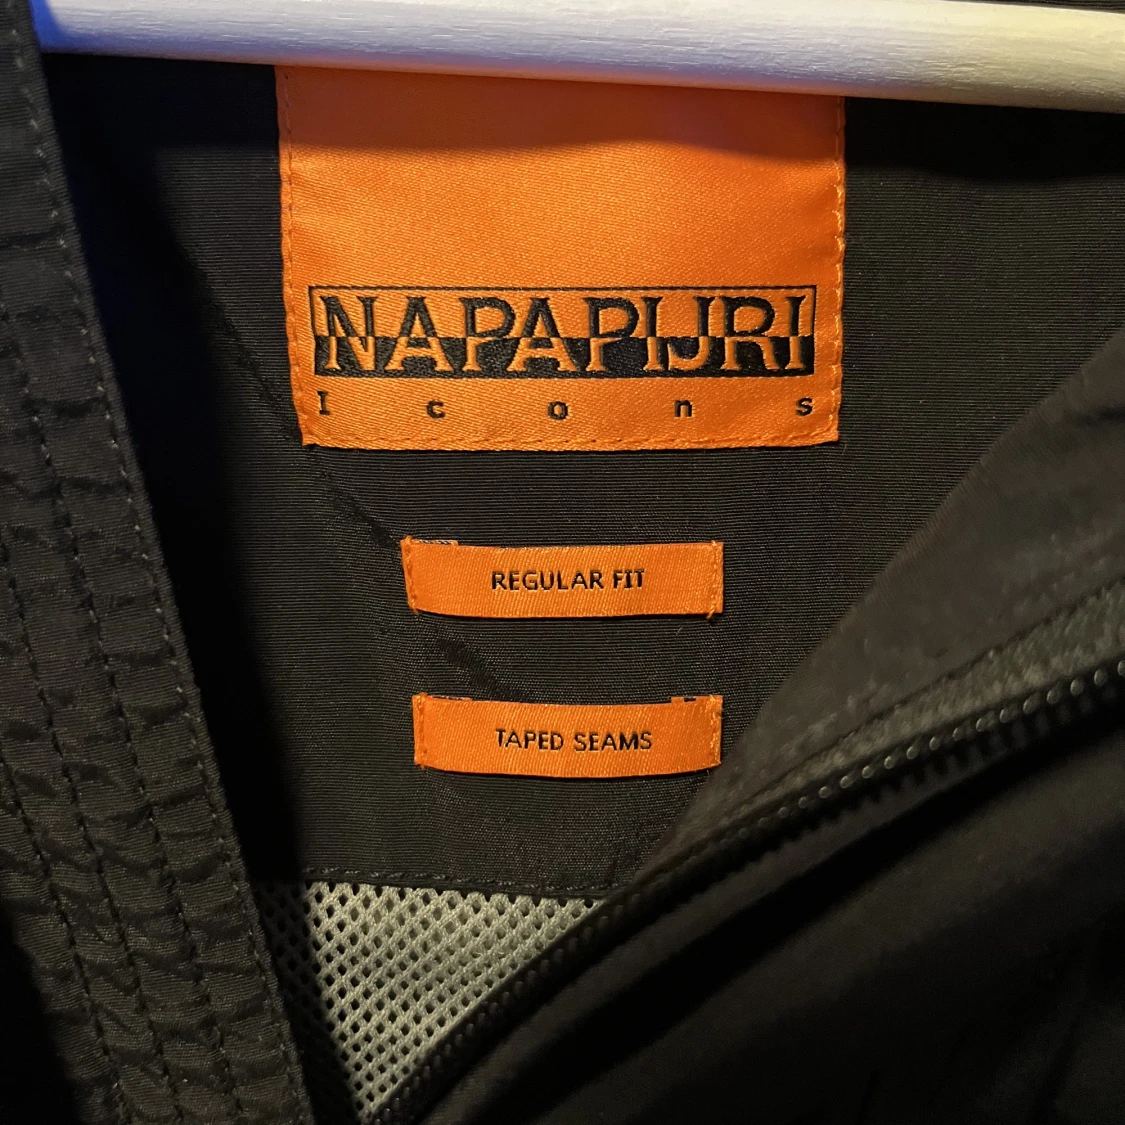 NAPAPIJRI
Icons
REGULAR FIT
TAPED SEAMS